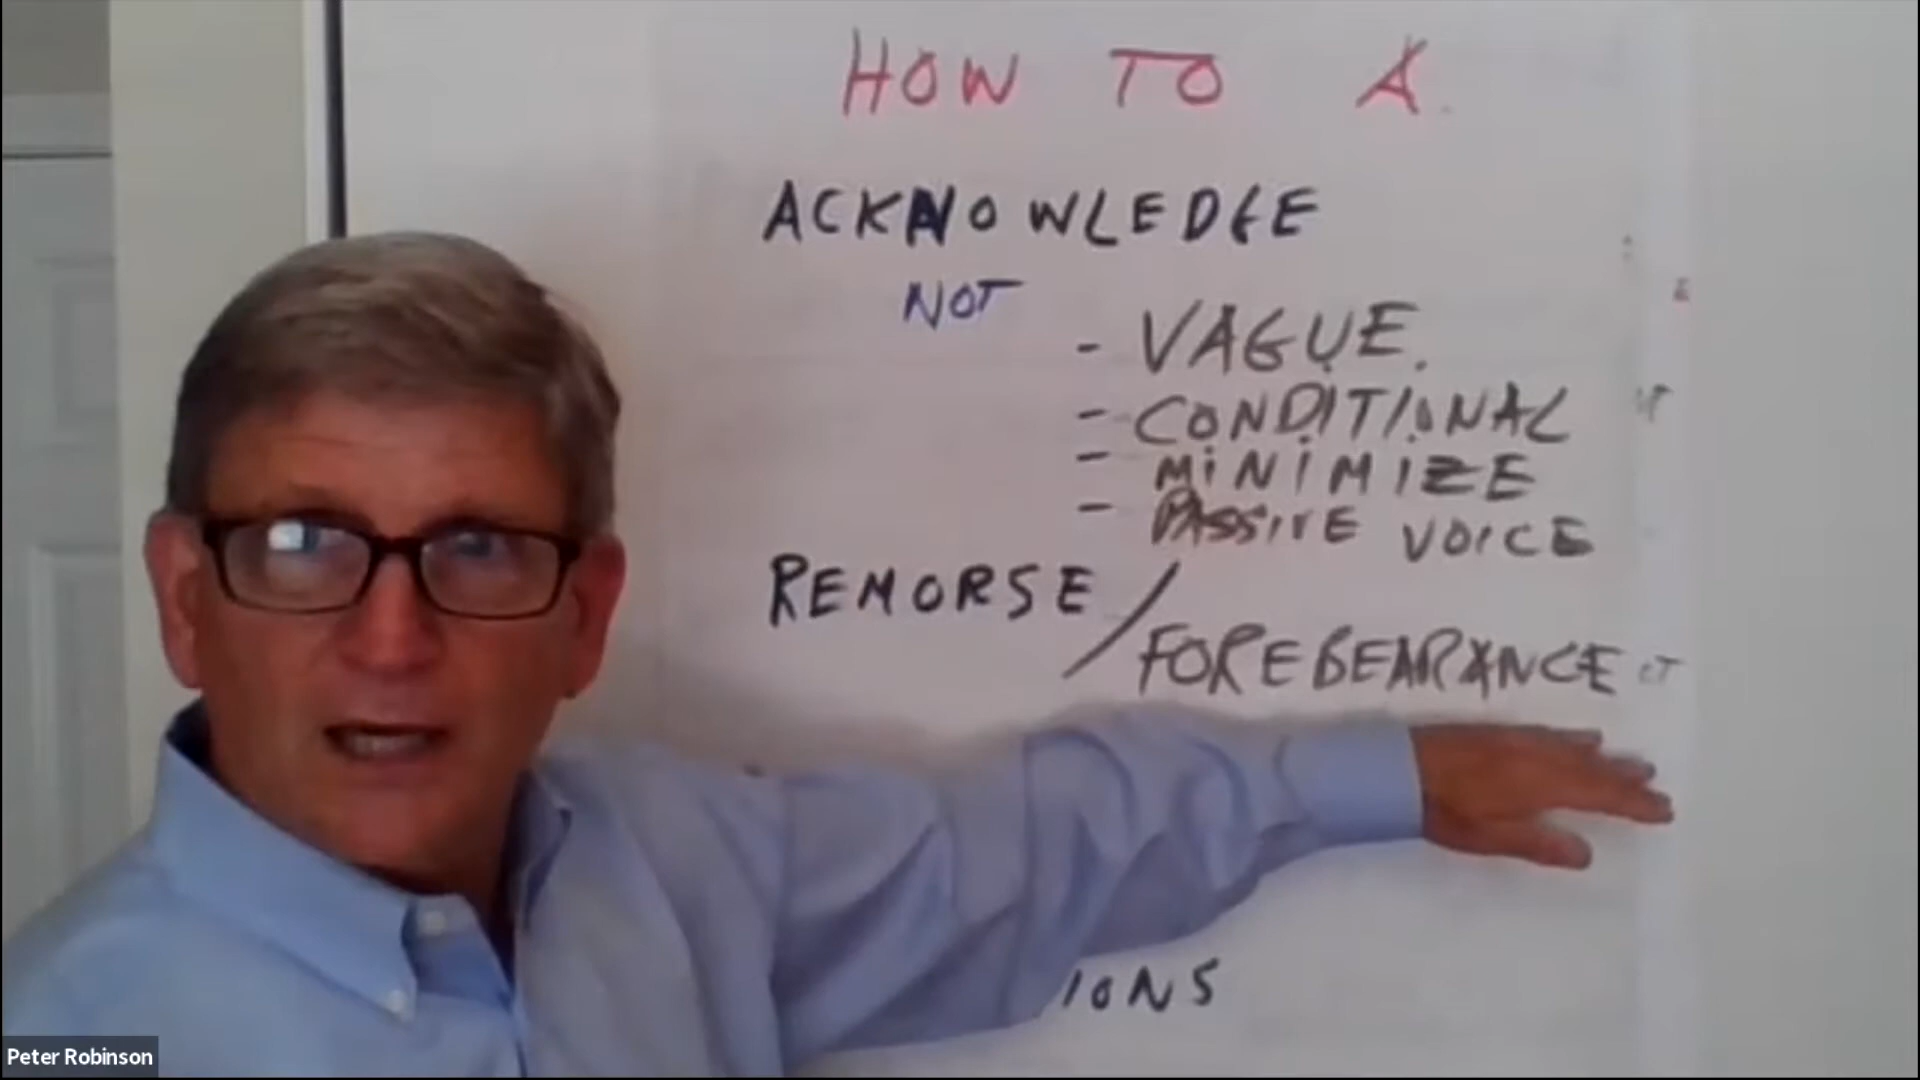 HOW TO A
ACKNOWLEDGE
NOT
- VAGUE.
- CONDITIONAL
- MINIMIZE
- PASSIVE VOICE
REMORSE /
FOREBEARANCE
IONS
Peter Robinson